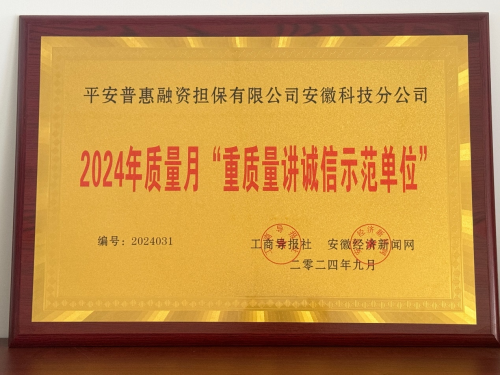 平安普惠融资担保有限公司安徽科技分公司
2024年质量月“重质量讲诚信示范单位”
编号：2024031
工商导报社 安徽经济新闻网
二零二四年九月